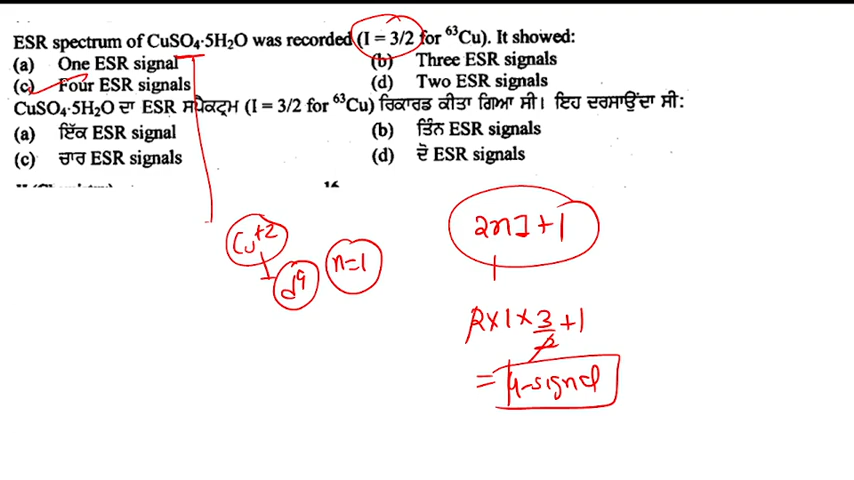 ESR spectrum of CuSO₄·5H₂O was recorded (I = 3/2 for ⁶³Cu). It showed:
(a) One ESR signal (b) Three ESR signals
(c) Four ESR signals (d) Two ESR signals
CuSO₄·5H₂O ਦਾ ESR ਸਪੈਕਟ੍ਰਮ (I = 3/2 for ⁶³Cu) ਰਿਕਾਰਡ ਕੀਤਾ ਗਿਆ ਸੀ। ਇਹ ਦਰਸਾਉਂਦਾ ਸੀ:
(a) ਇੱਕ ESR signal (b) ਤਿੰਨ ESR signals
(c) ਚਾਰ ESR signals (d) ਦੋ ESR signals
16
Cu⁺² 2nI+1
d⁹ n=1
2×1×3/2+1
= 4-signal